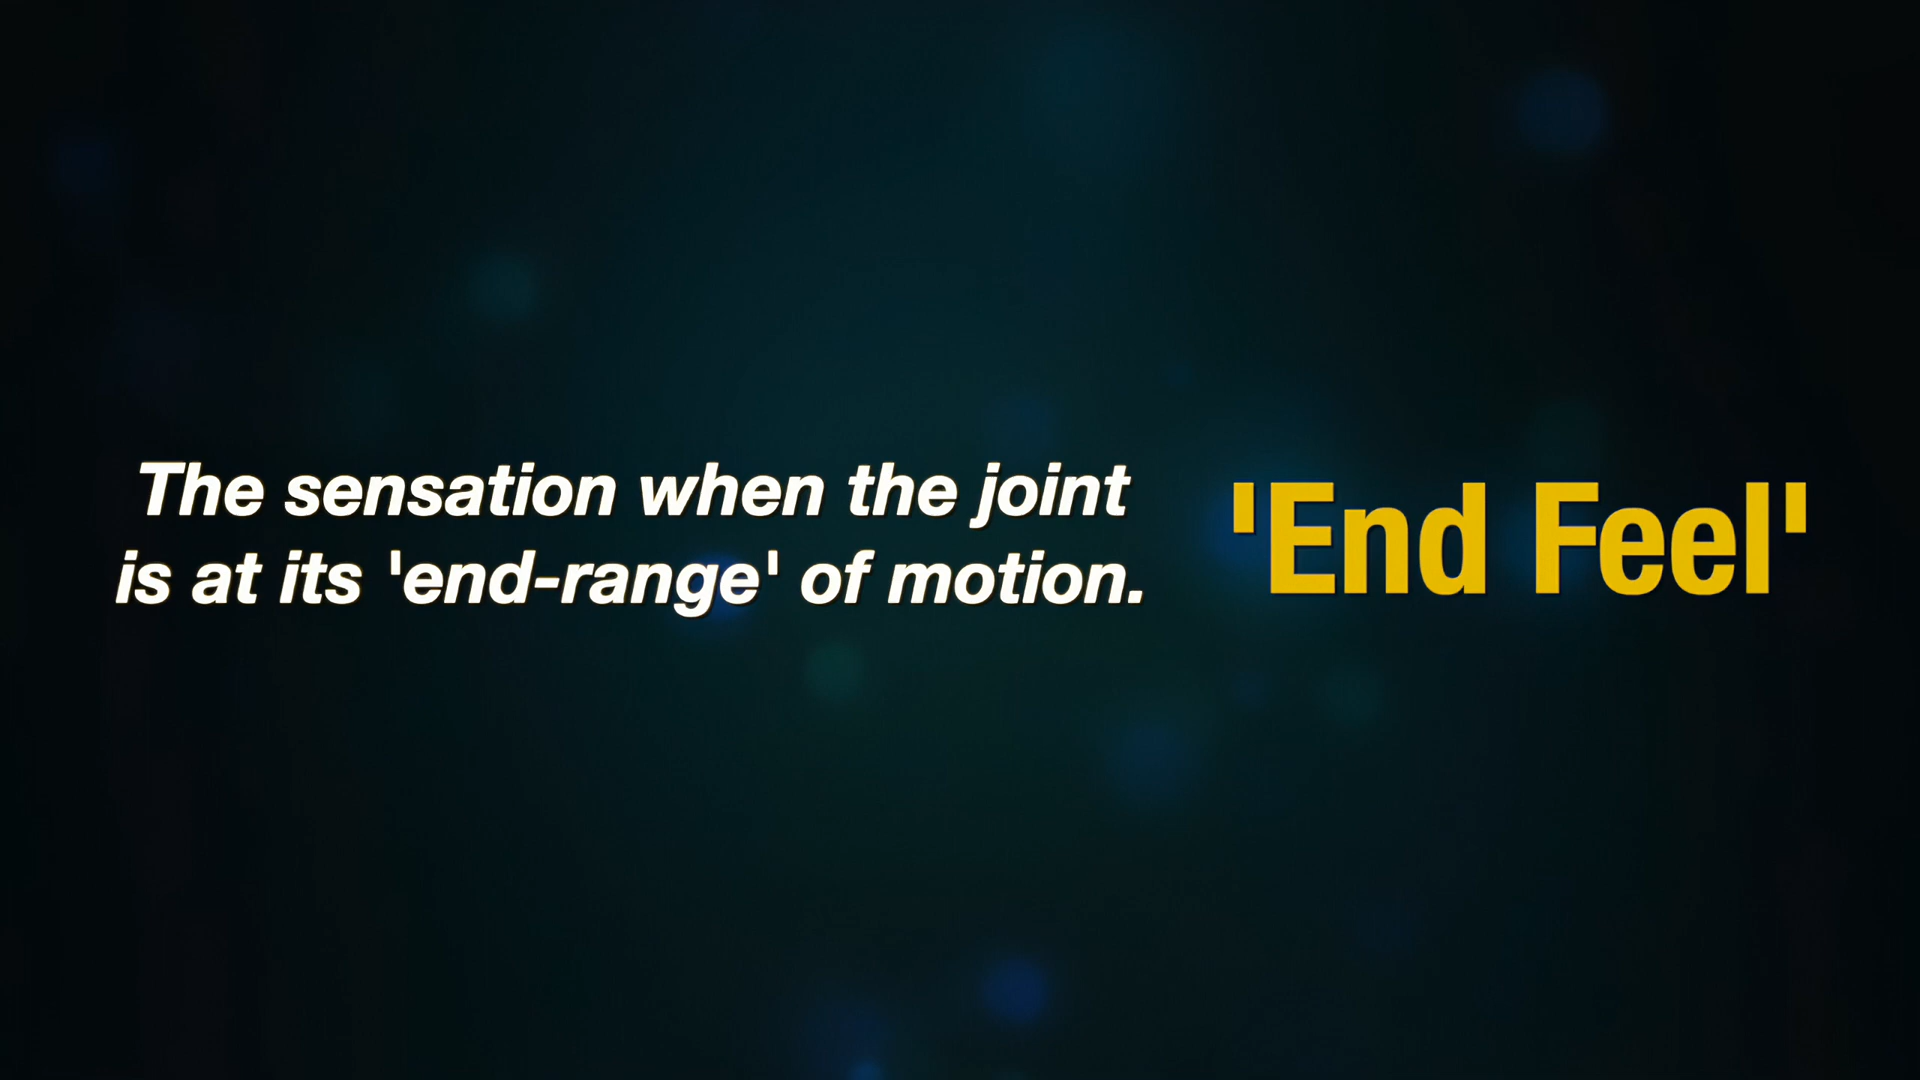 The sensation when the joint
is at its 'end-range' of motion.
'End Feel'